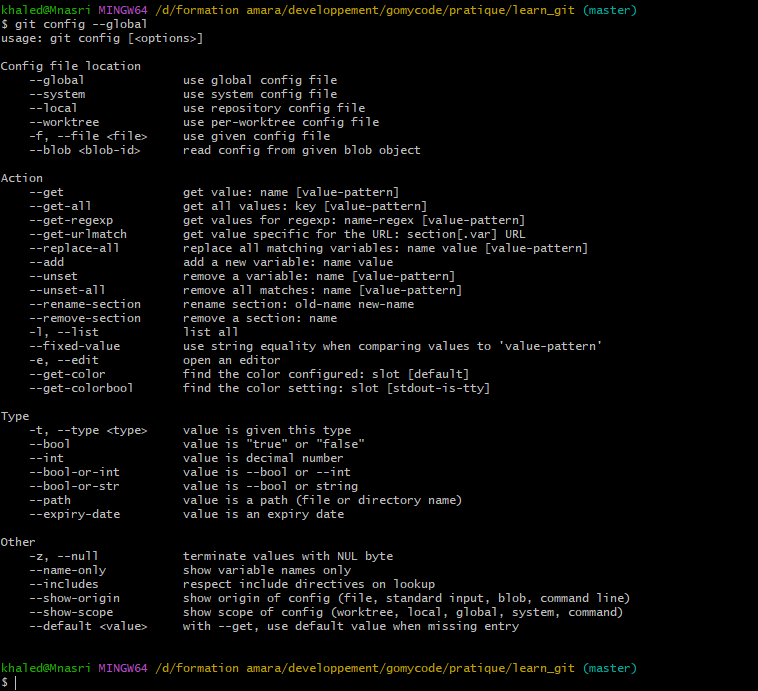 khaled@Mnasri MINGW64 /d/formation amara/developpement/gomycode/pratique/learn_git (master)
$ git config --global
usage: git config [<options>]

Config file location
    --global              use global config file
    --system              use system config file
    --local               use repository config file
    --worktree            use per-worktree config file
    -f, --file <file>     use given config file
    --blob <blob-id>      read config from given blob object

Action
    --get                 get value: name [value-pattern]
    --get-all             get all values: key [value-pattern]
    --get-regexp          get values for regexp: name-regex [value-pattern]
    --get-urlmatch        get value specific for the URL: section[.var] URL
    --replace-all         replace all matching variables: name value [value-pattern]
    --add                 add a new variable: name value
    --unset               remove a variable: name [value-pattern]
    --unset-all           remove all matches: name [value-pattern]
    --rename-section      rename section: old-name new-name
    --remove-section      remove a section: name
    -l, --list            list all
    --fixed-value         use string equality when comparing values to 'value-pattern'
    -e, --edit            open an editor
    --get-color           find the color configured: slot [default]
    --get-colorbool       find the color setting: slot [stdout-is-tty]

Type
    -t, --type <type>     value is given this type
    --bool                value is "true" or "false"
    --int                 value is decimal number
    --bool-or-int         value is --bool or --int
    --bool-or-str         value is --bool or string
    --path                value is a path (file or directory name)
    --expiry-date         value is an expiry date

Other
    -z, --null            terminate values with NUL byte
    --name-only           show variable names only
    --includes            respect include directives on lookup
    --show-origin         show origin of config (file, standard input, blob, command line)
    --show-scope          show scope of config (worktree, local, global, system, command)
    --default <value>     with --get, use default value when missing entry

khaled@Mnasri MINGW64 /d/formation amara/developpement/gomycode/pratique/learn_git (master)
$